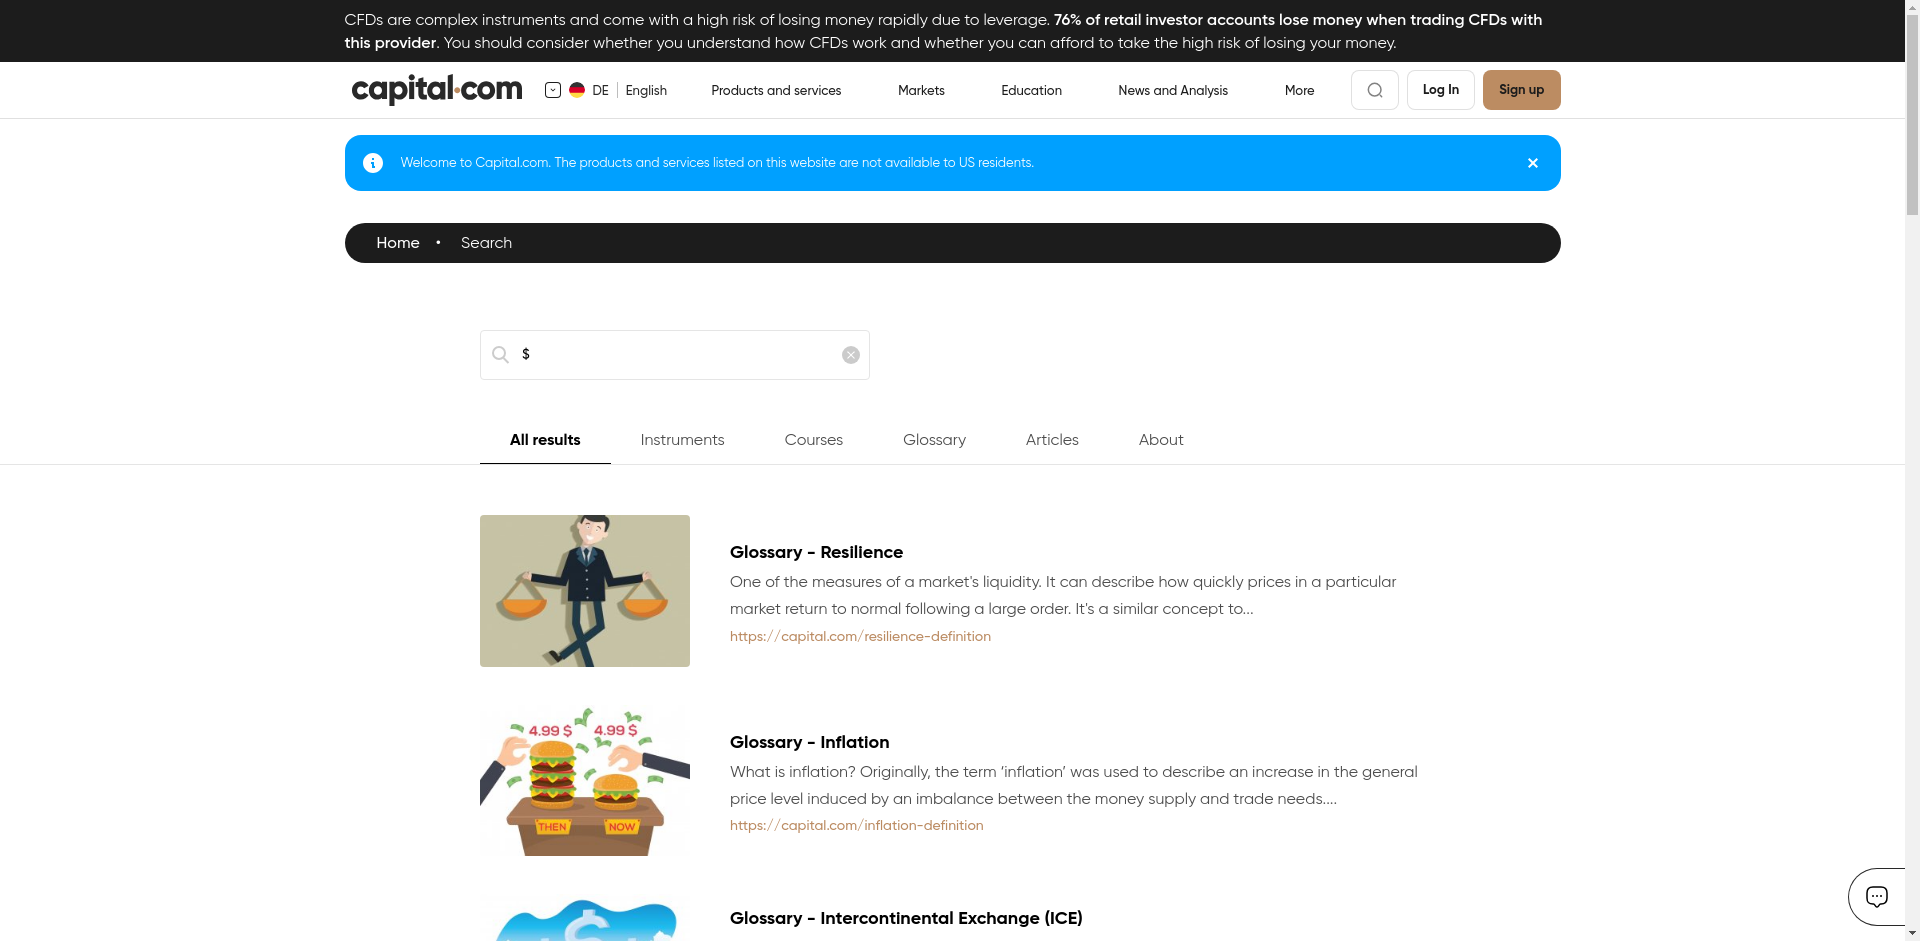 CFDs are complex instruments and come with a high risk of losing money rapidly due to leverage. 76% of retail investor accounts lose money when trading CFDs with
this provider. You should consider whether you understand how CFDs work and whether you can afford to take the high risk of losing your money.
capital.com DE English Products and services Markets Education News and Analysis More Log In Sign up
Welcome to Capital.com. The products and services listed on this website are not available to US residents.
Home • Search
$
All results Instruments Courses Glossary Articles About
Glossary - Resilience
One of the measures of a market's liquidity. It can describe how quickly prices in a particular
market return to normal following a large order. It's a similar concept to...
https://capital.com/resilience-definition
4.99 $ 4.99 $
THEN NOW
Glossary - Inflation
What is inflation? Originally, the term ‘inflation’ was used to describe an increase in the general
price level induced by an imbalance between the money supply and trade needs....
https://capital.com/inflation-definition
$
Glossary - Intercontinental Exchange (ICE)